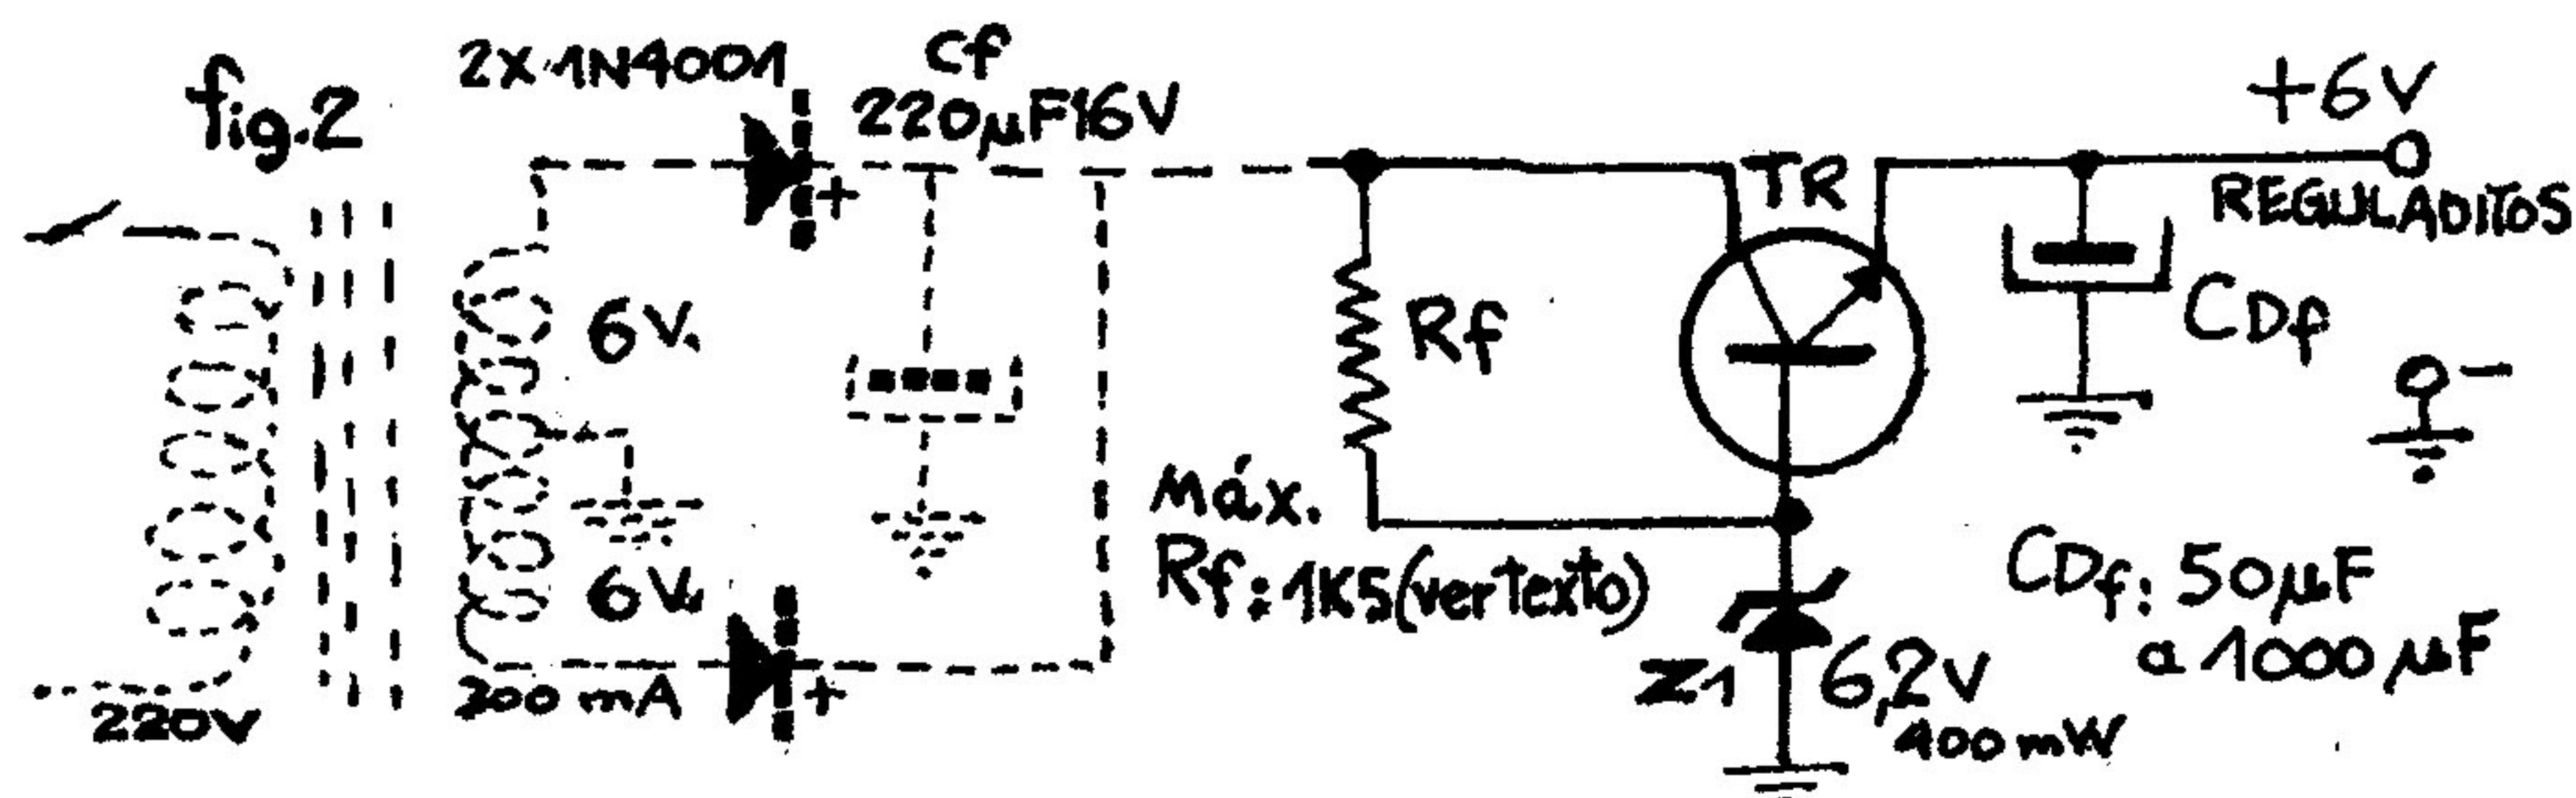 fig.2
2X 1N4001
Cf
220µF16V
+
6V.
6V.
+
300 mA
220V
Rf
Máx.
Rf: 1K5 (ver texto)
TR
Z1
6,2V
400mW
+6V
REGULADITOS
CDf
-
CDf: 50µF
a 1000µF